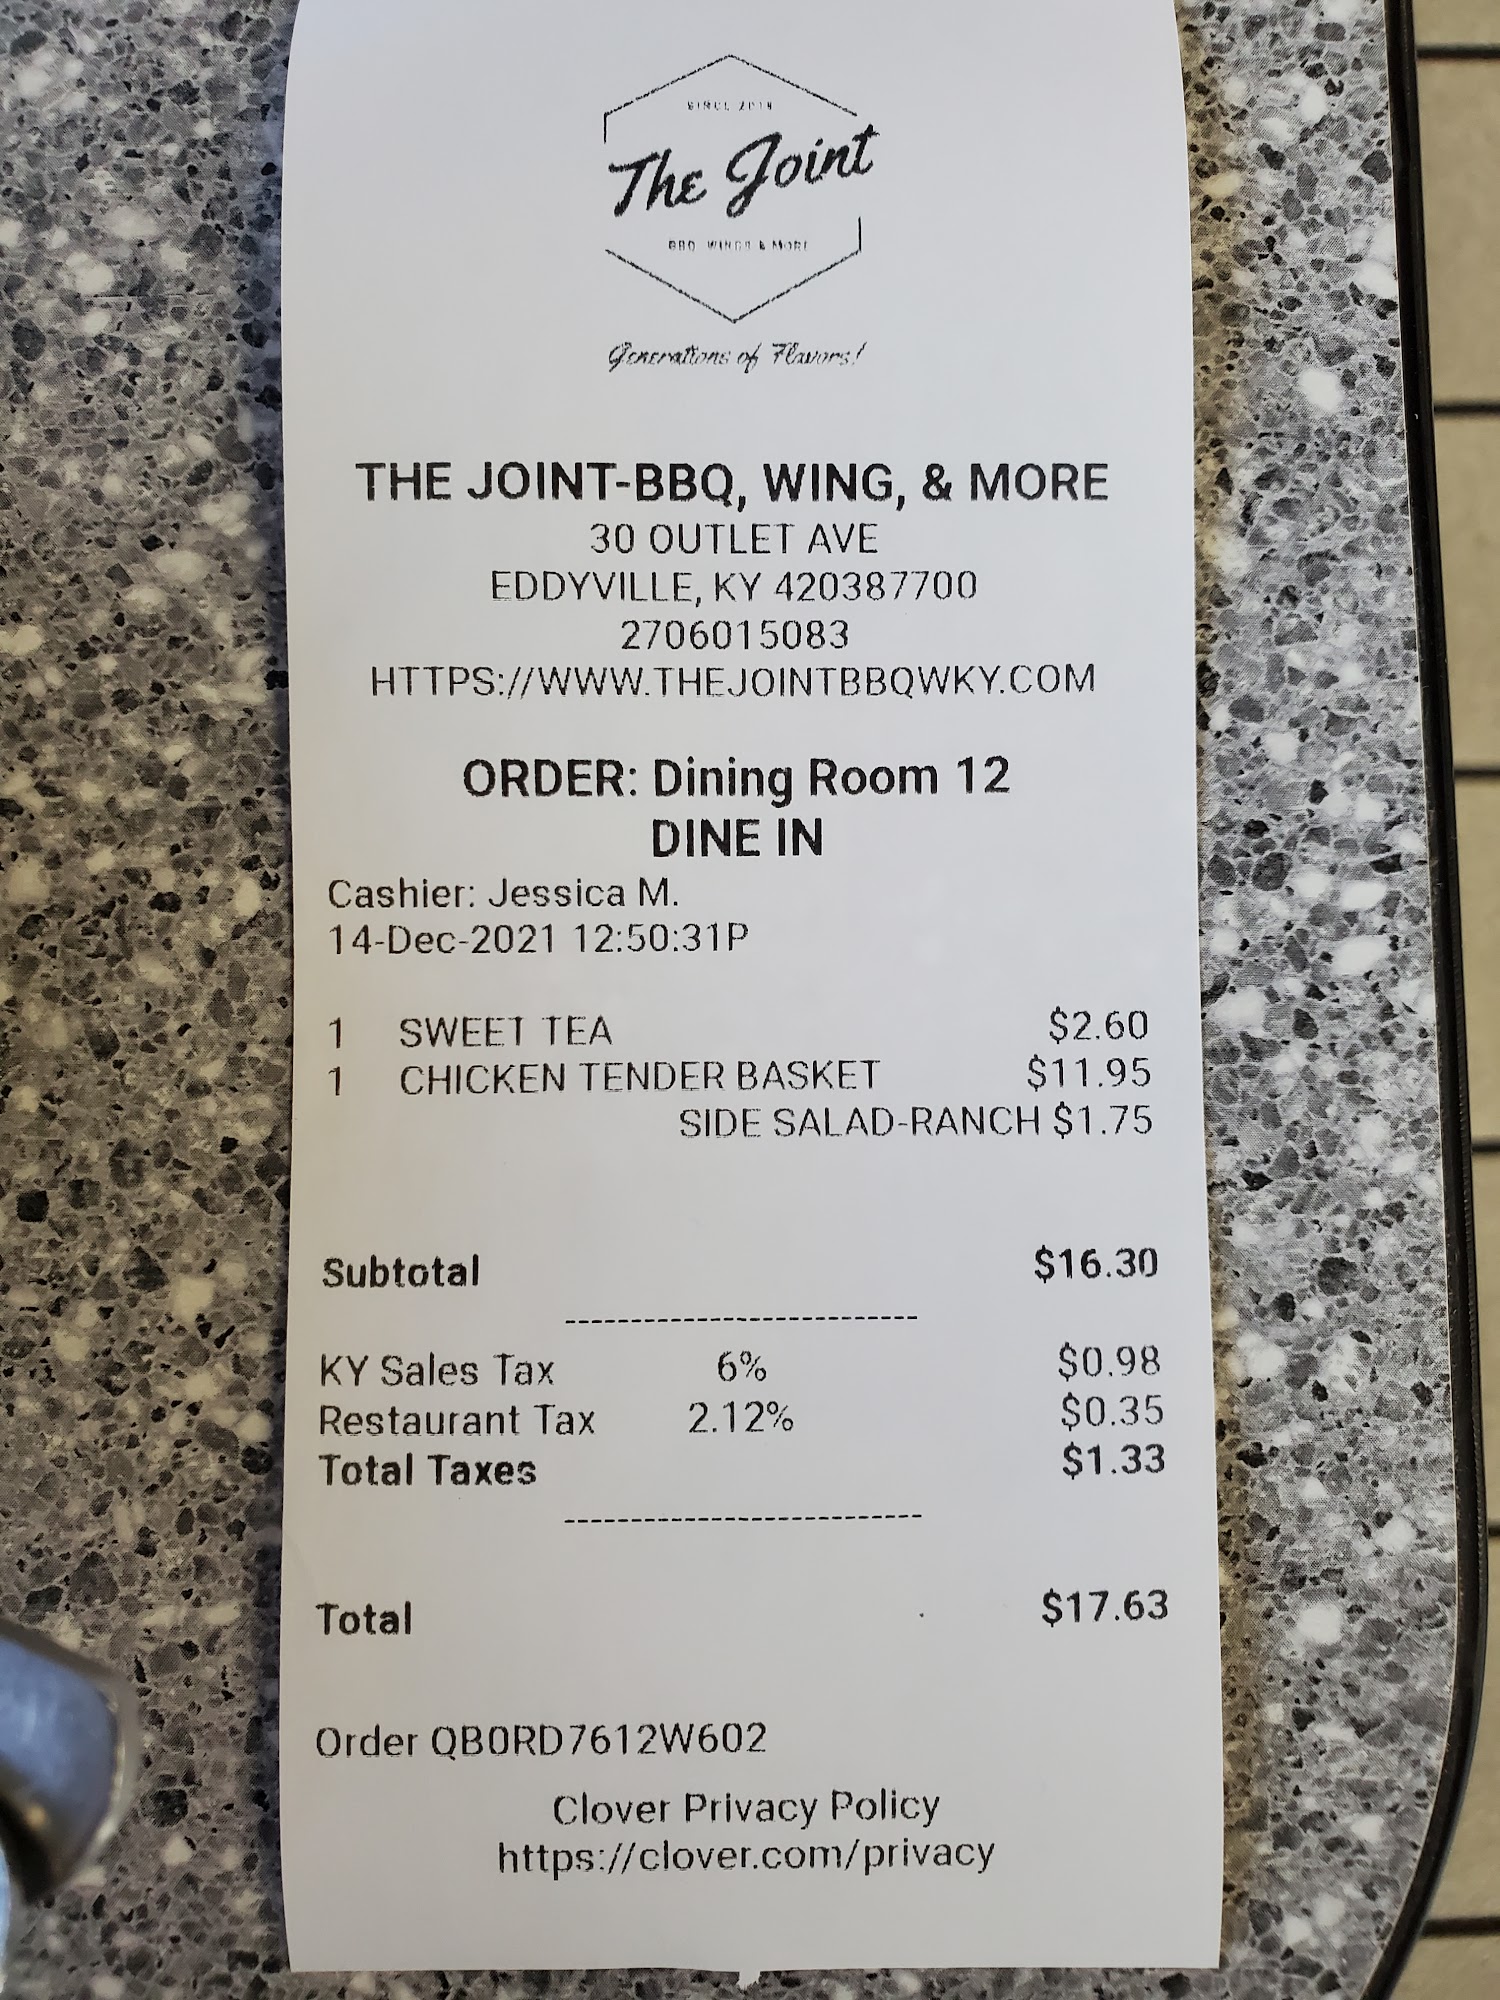 SINCE 2018
The Joint
BBQ WINGS & MORE
Generations of Flavors!
THE JOINT-BBQ, WING, & MORE
30 OUTLET AVE
EDDYVILLE, KY 420387700
2706015083
HTTPS://WWW.THEJOINTBBQWKY.COM
ORDER: Dining Room 12
DINE IN
Cashier: Jessica M.
14-Dec-2021 12:50:31P
1 SWEET TEA $2.60
1 CHICKEN TENDER BASKET $11.95
SIDE SALAD-RANCH $1.75
Subtotal $16.30
--------------------------
KY Sales Tax 6% $0.98
Restaurant Tax 2.12% $0.35
Total Taxes $1.33
--------------------------
Total $17.63
Order QB0RD7612W602
Clover Privacy Policy
https://clover.com/privacy